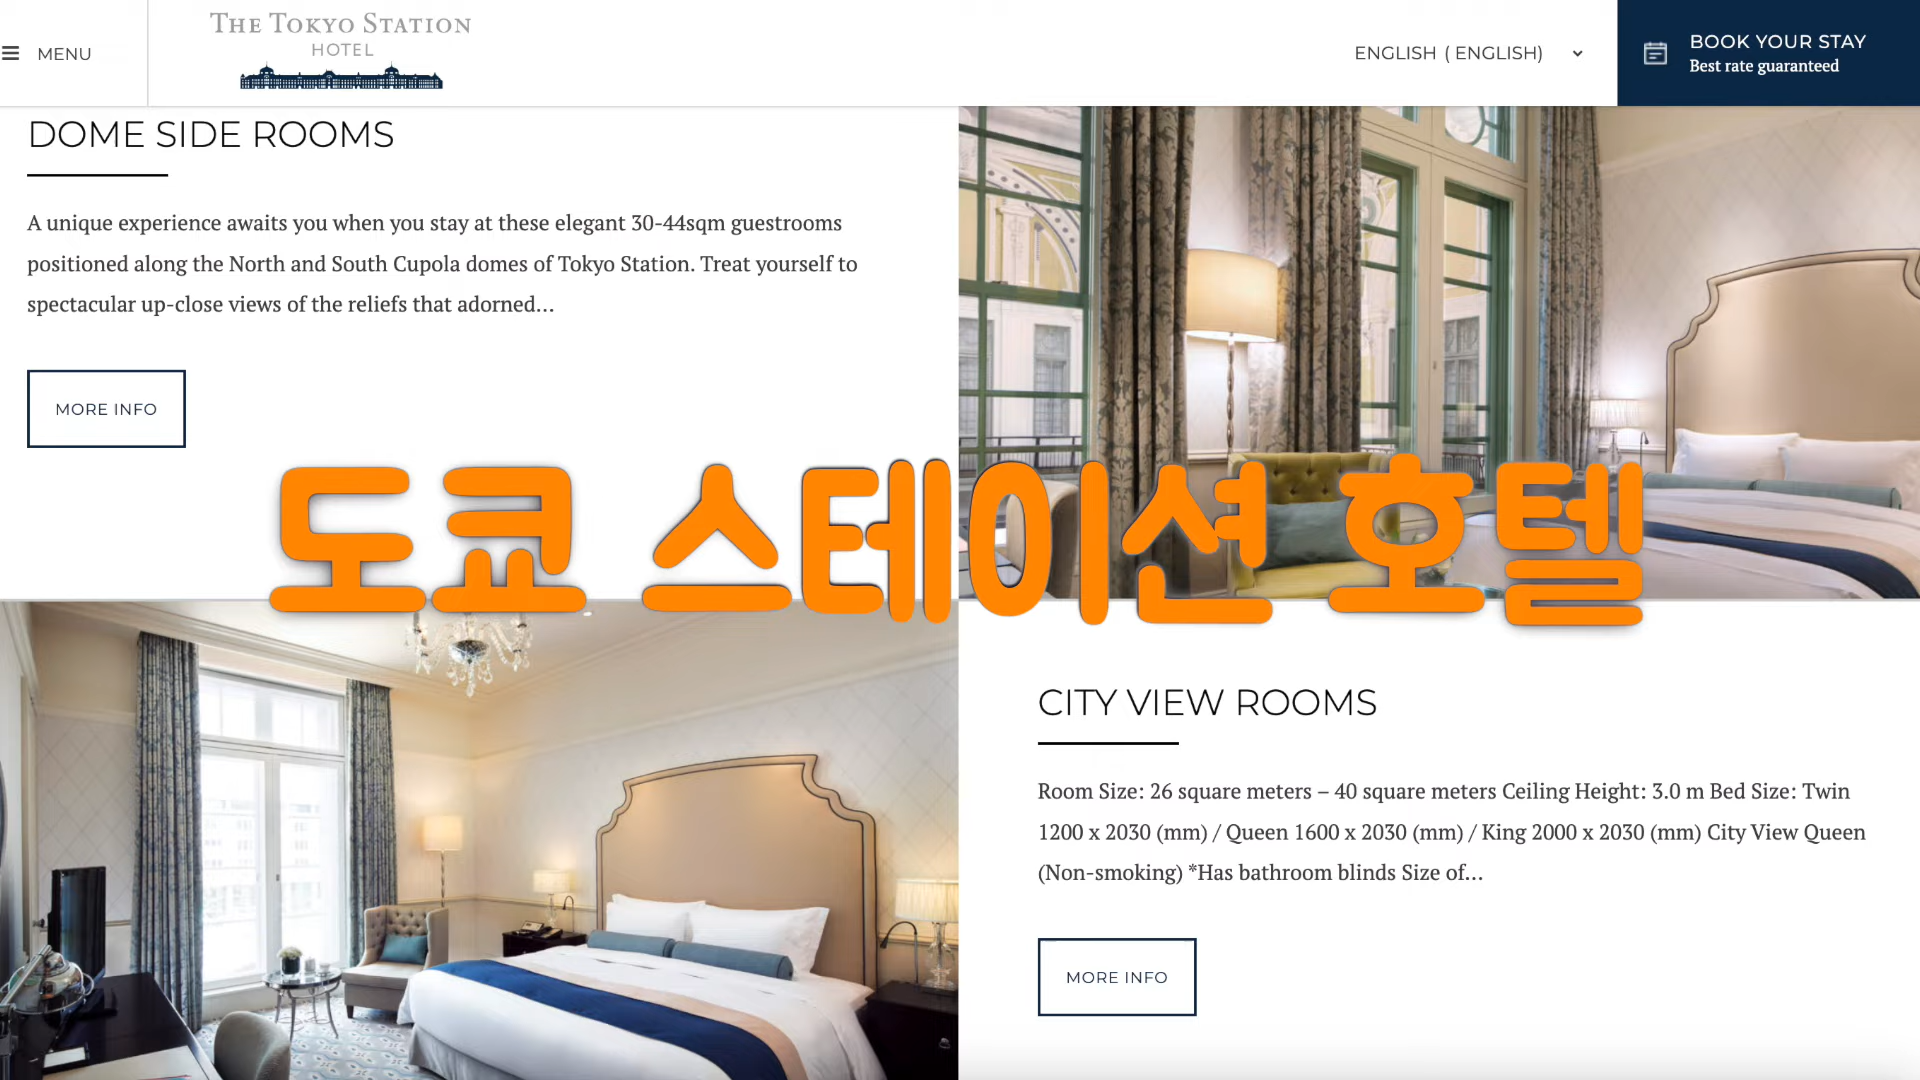 MENU
THE TOKYO STATION
HOTEL
ENGLISH ( ENGLISH)
BOOK YOUR STAY
Best rate guaranteed
DOME SIDE ROOMS
A unique experience awaits you when you stay at these elegant 30-44sqm guestrooms
positioned along the North and South Cupola domes of Tokyo Station. Treat yourself to
spectacular up-close views of the reliefs that adorned...
MORE INFO
도쿄 스테이션 호텔
CITY VIEW ROOMS
Room Size: 26 square meters – 40 square meters Ceiling Height: 3.0 m Bed Size: Twin
1200 x 2030 (mm) / Queen 1600 x 2030 (mm) / King 2000 x 2030 (mm) City View Queen
(Non-smoking) *Has bathroom blinds Size of...
MORE INFO